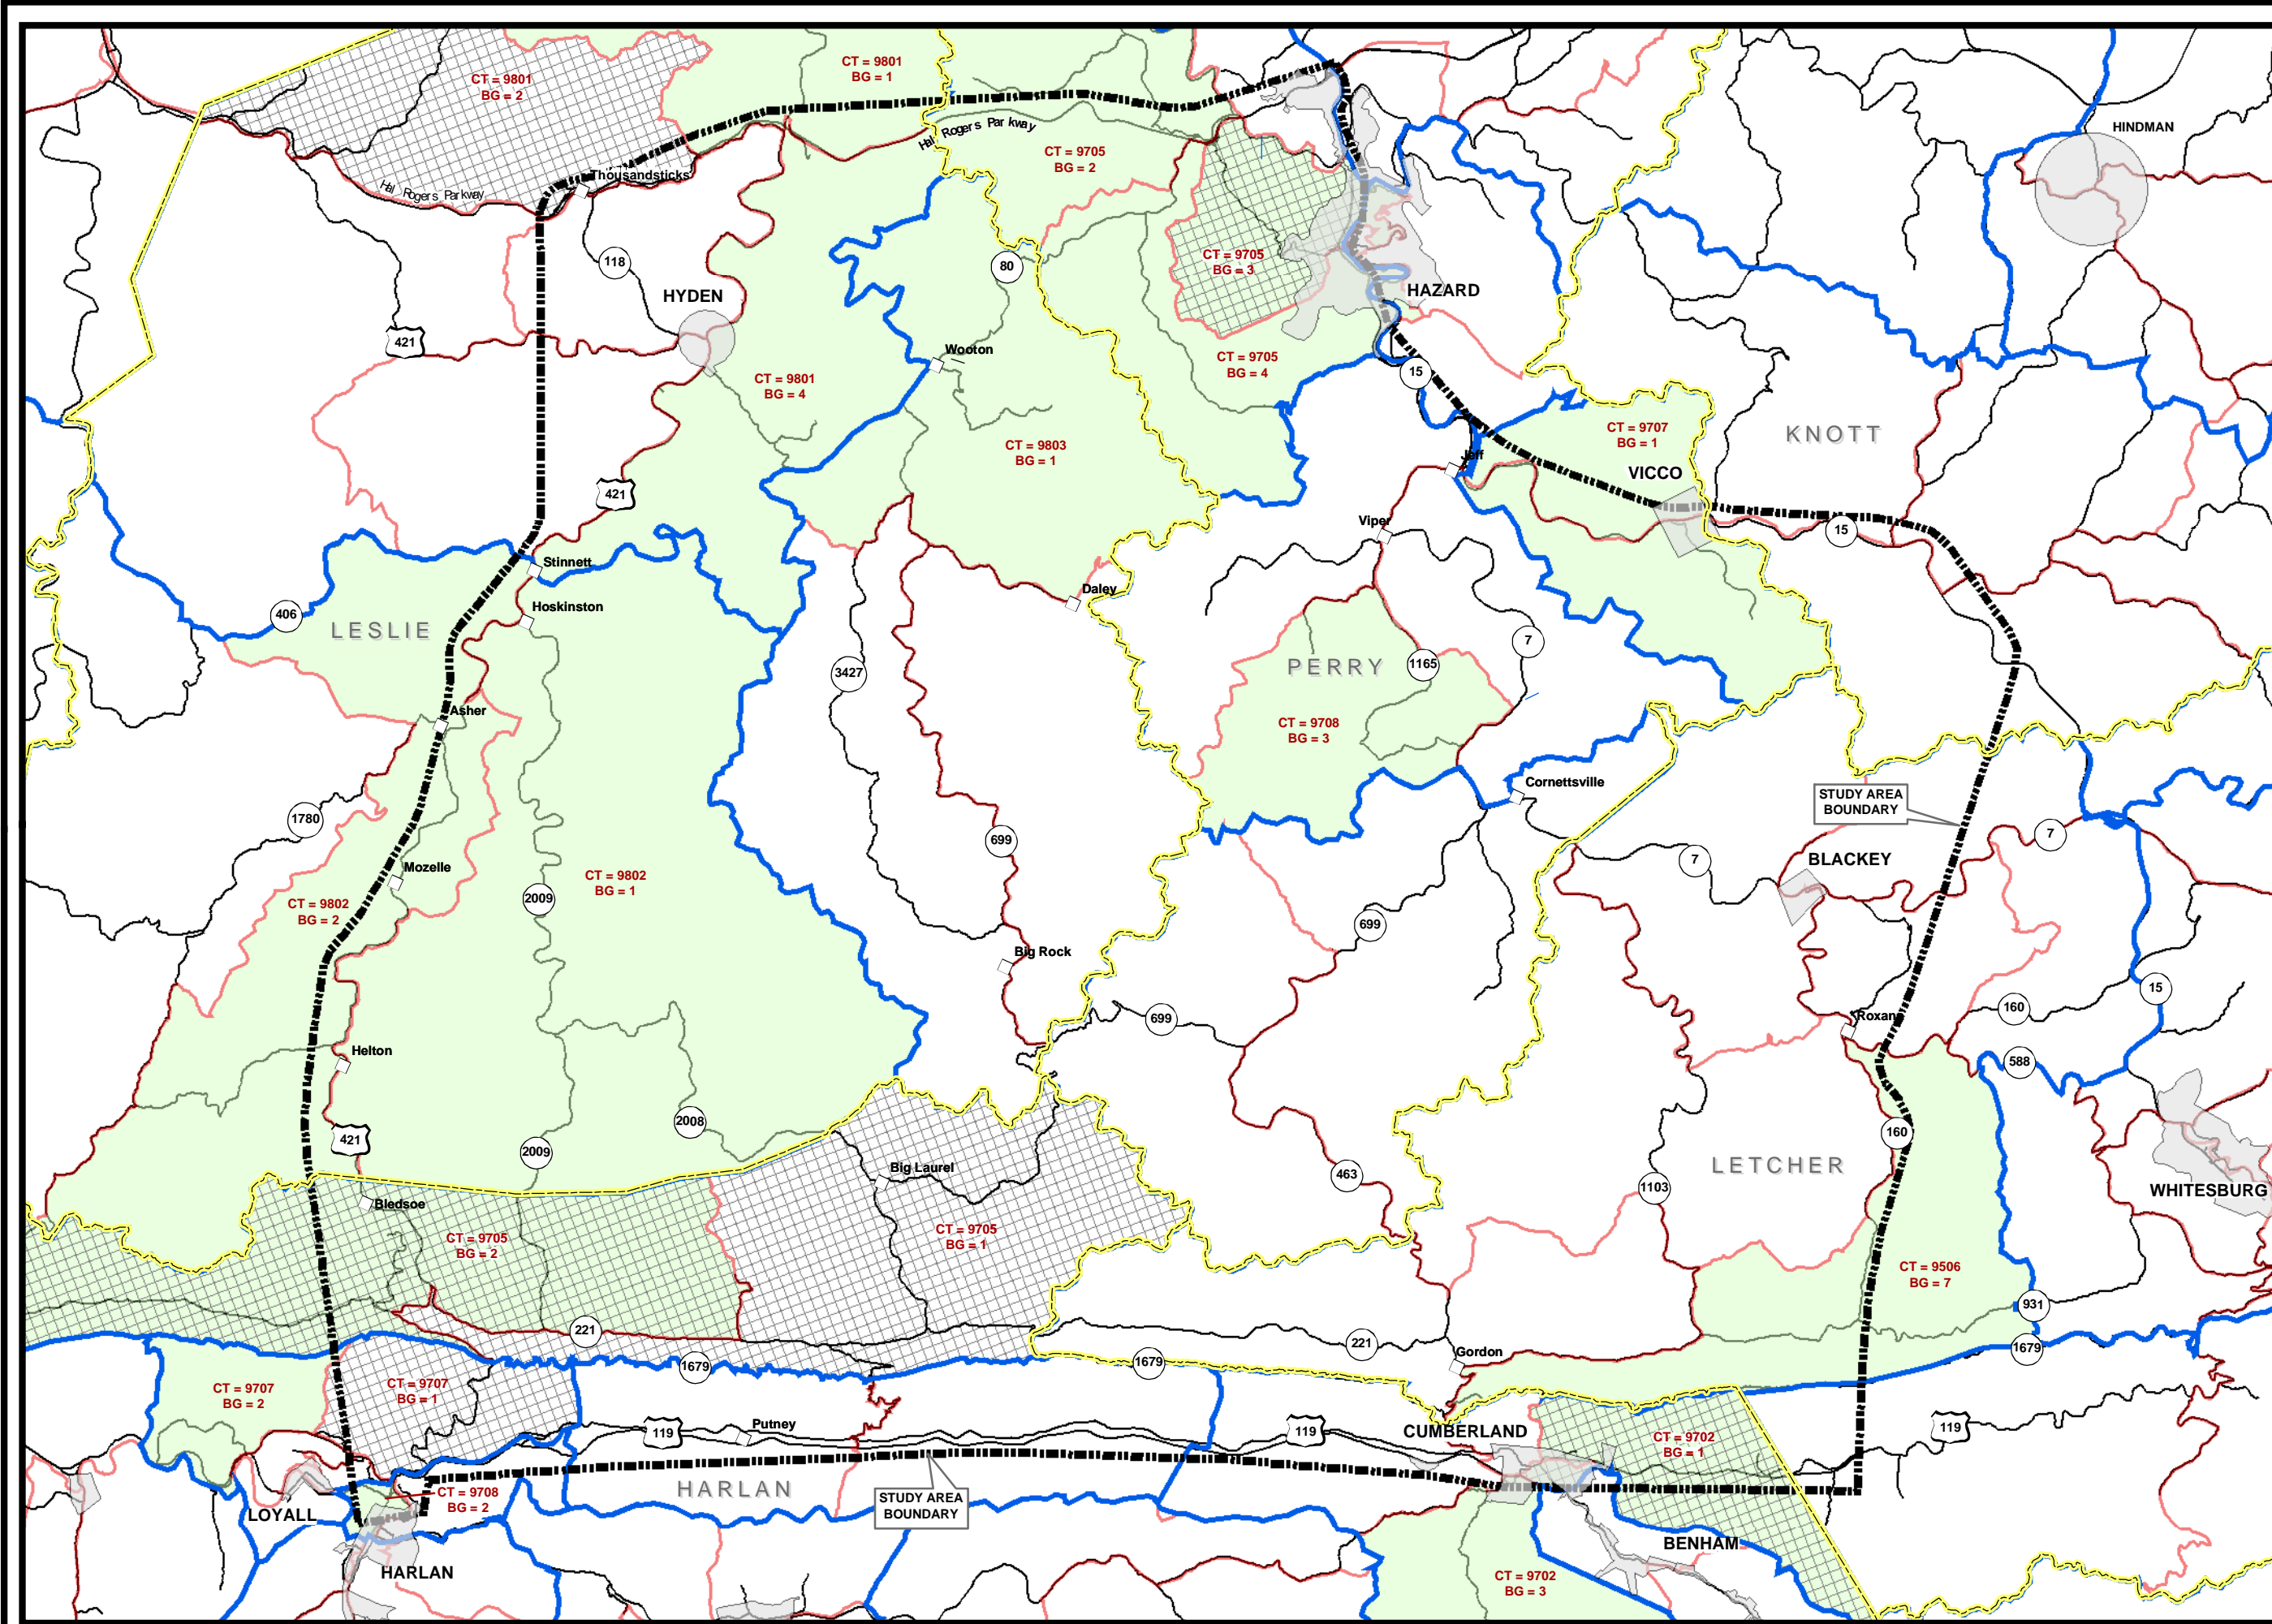 CT = 9801
BG = 1
CT = 9801
BG = 2
HINDMAN
Hal Rogers Parkway
CT = 9705
BG = 2
Thousandsticks
Hal Rogers Parkway
118
80
CT = 9705
BG = 3
HYDEN
HAZARD
421
Wooton
CT = 9705
BG = 4
15
CT = 9801
BG = 4
CT = 9707
BG = 1
KNOTT
CT = 9803
BG = 1
Jeff
VICCO
421
Viper
15
Stinnett
Daley
Hoskinston
406
LESLIE
7
PERRY
1165
3427
Asher
CT = 9708
BG = 3
Cornettsville
STUDY AREA
BOUNDARY
1780
699
7
7
BLACKEY
Mozelle
CT = 9802
BG = 1
2009
CT = 9802
BG = 2
699
Big Rock
15
160
699
Roxana
Helton
588
2008
421
160
2009
Big Laurel
LETCHER
463
1103
WHITESBURG
Bledsoe
CT = 9705
BG = 2
CT = 9705
BG = 1
CT = 9506
BG = 7
931
221
221
1679
Gordon
1679
1679
CT = 9707
BG = 2
CT = 9707
BG = 1
Putney
119
119
CUMBERLAND
119
CT = 9702
BG = 1
HARLAN
CT = 9708
BG = 2
STUDY AREA
BOUNDARY
LOYALL
BENHAM
HARLAN
CT = 9702
BG = 3